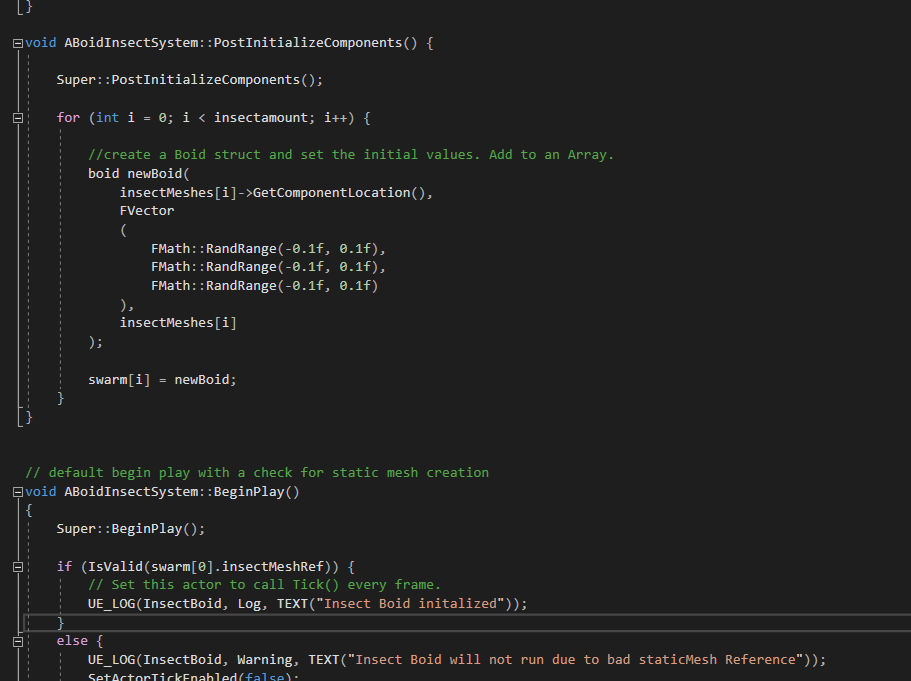 }
void ABoidInsectSystem::PostInitializeComponents() {
Super::PostInitializeComponents();
for (int i = 0; i < insectamount; i++) {
//create a Boid struct and set the initial values. Add to an Array.
boid newBoid(
insectMeshes[i]->GetComponentLocation(),
FVector
(
FMath::RandRange(-0.1f, 0.1f),
FMath::RandRange(-0.1f, 0.1f),
FMath::RandRange(-0.1f, 0.1f)
),
insectMeshes[i]
);
swarm[i] = newBoid;
}
}
// default begin play with a check for static mesh creation
void ABoidInsectSystem::BeginPlay()
{
Super::BeginPlay();
if (IsValid(swarm[0].insectMeshRef)) {
// Set this actor to call Tick() every frame.
UE_LOG(InsectBoid, Log, TEXT("Insect Boid initalized"));
}
else {
UE_LOG(InsectBoid, Warning, TEXT("Insect Boid will not run due to bad staticMesh Reference"));
SetActorTickEnabled(false);